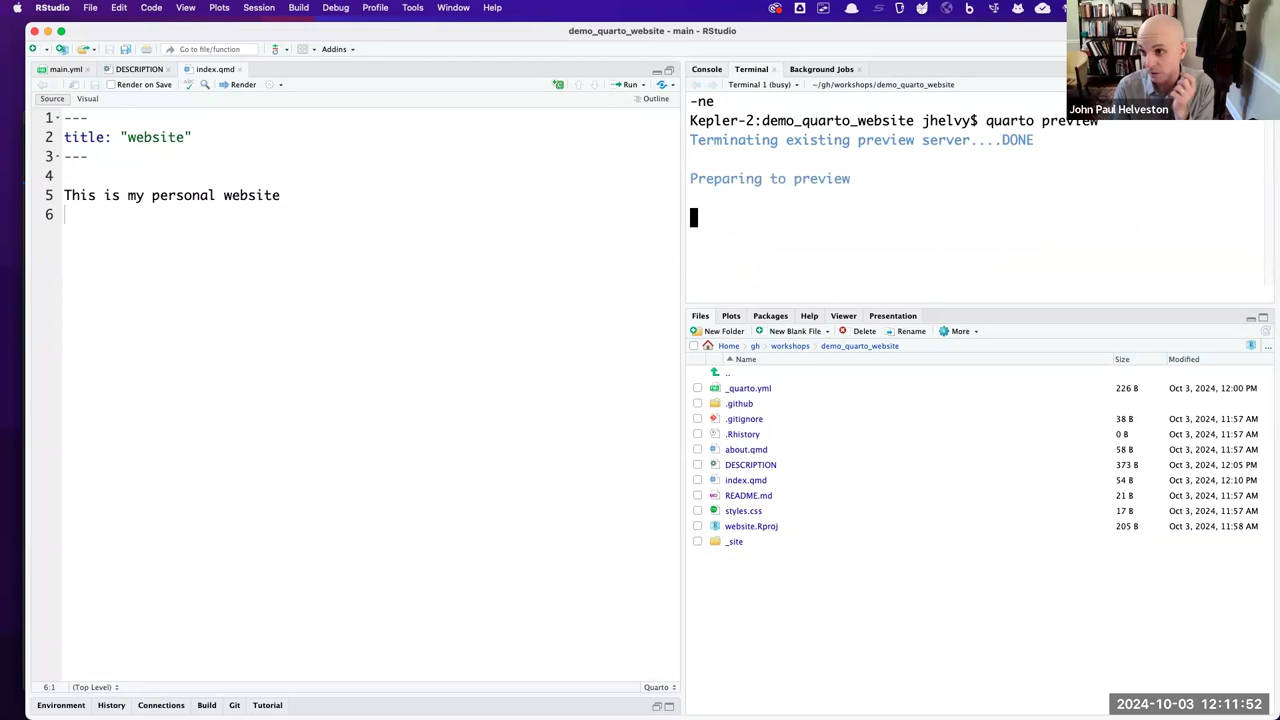 RStudio File Edit Code View Plots Session Build Debug Profile Tools Window Help
demo_quarto_website - main - RStudio
Go to file/function Addins
main.yml DESCRIPTION index.qmd
Render on Save Render Run
Source Visual Outline
1 ---
2 title: "website"
3 ---
4
5 This is my personal website
6
6:1 (Top Level) Quarto
Environment History Connections Build Git Tutorial
Console Terminal Background Jobs
Terminal 1 (busy) ~/gh/workshops/demo_quarto_website
-ne
Kepler-2:demo_quarto_website jhelvy$ quarto preview
Terminating existing preview server....DONE
Preparing to preview
Files Plots Packages Help Viewer Presentation
New Folder New Blank File Delete Rename More
Home gh workshops demo_quarto_website ...
Name Size Modified
..
_quarto.yml 226 B Oct 3, 2024, 12:00 PM
.github
.gitignore 38 B Oct 3, 2024, 11:57 AM
.Rhistory 0 B Oct 3, 2024, 11:57 AM
about.qmd 58 B Oct 3, 2024, 11:57 AM
DESCRIPTION 373 B Oct 3, 2024, 12:05 PM
index.qmd 54 B Oct 3, 2024, 12:10 PM
README.md 21 B Oct 3, 2024, 11:57 AM
styles.css 17 B Oct 3, 2024, 11:57 AM
website.Rproj 205 B Oct 3, 2024, 11:58 AM
_site
John Paul Helveston
2024-10-03 12:11:52